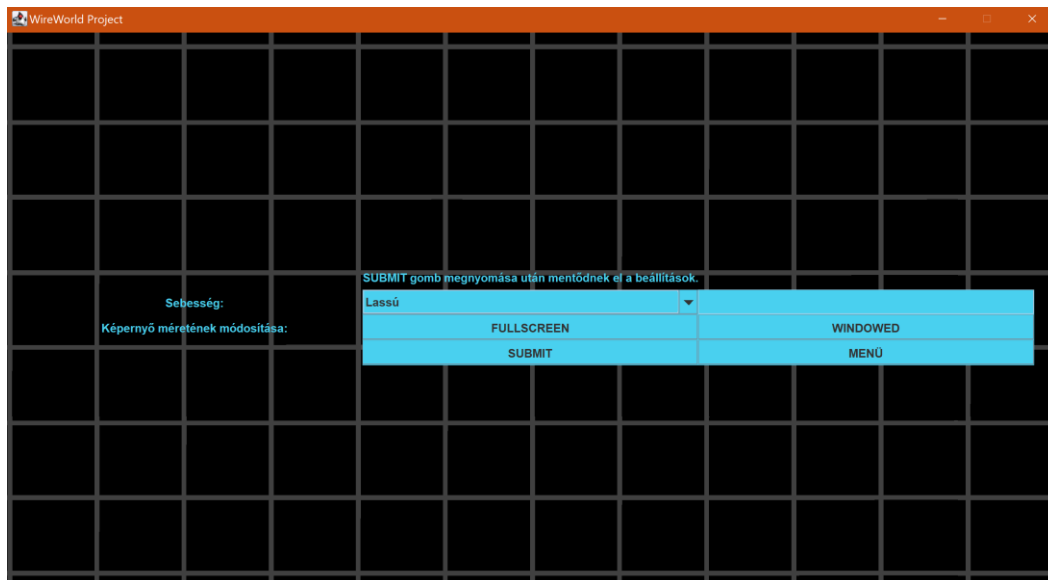 WireWorld Project
SUBMIT gomb megnyomása után mentődnek el a beállítások.
Sebesség: Lassú
Képernyő méretének módosítása: FULLSCREEN WINDOWED
SUBMIT MENÜ